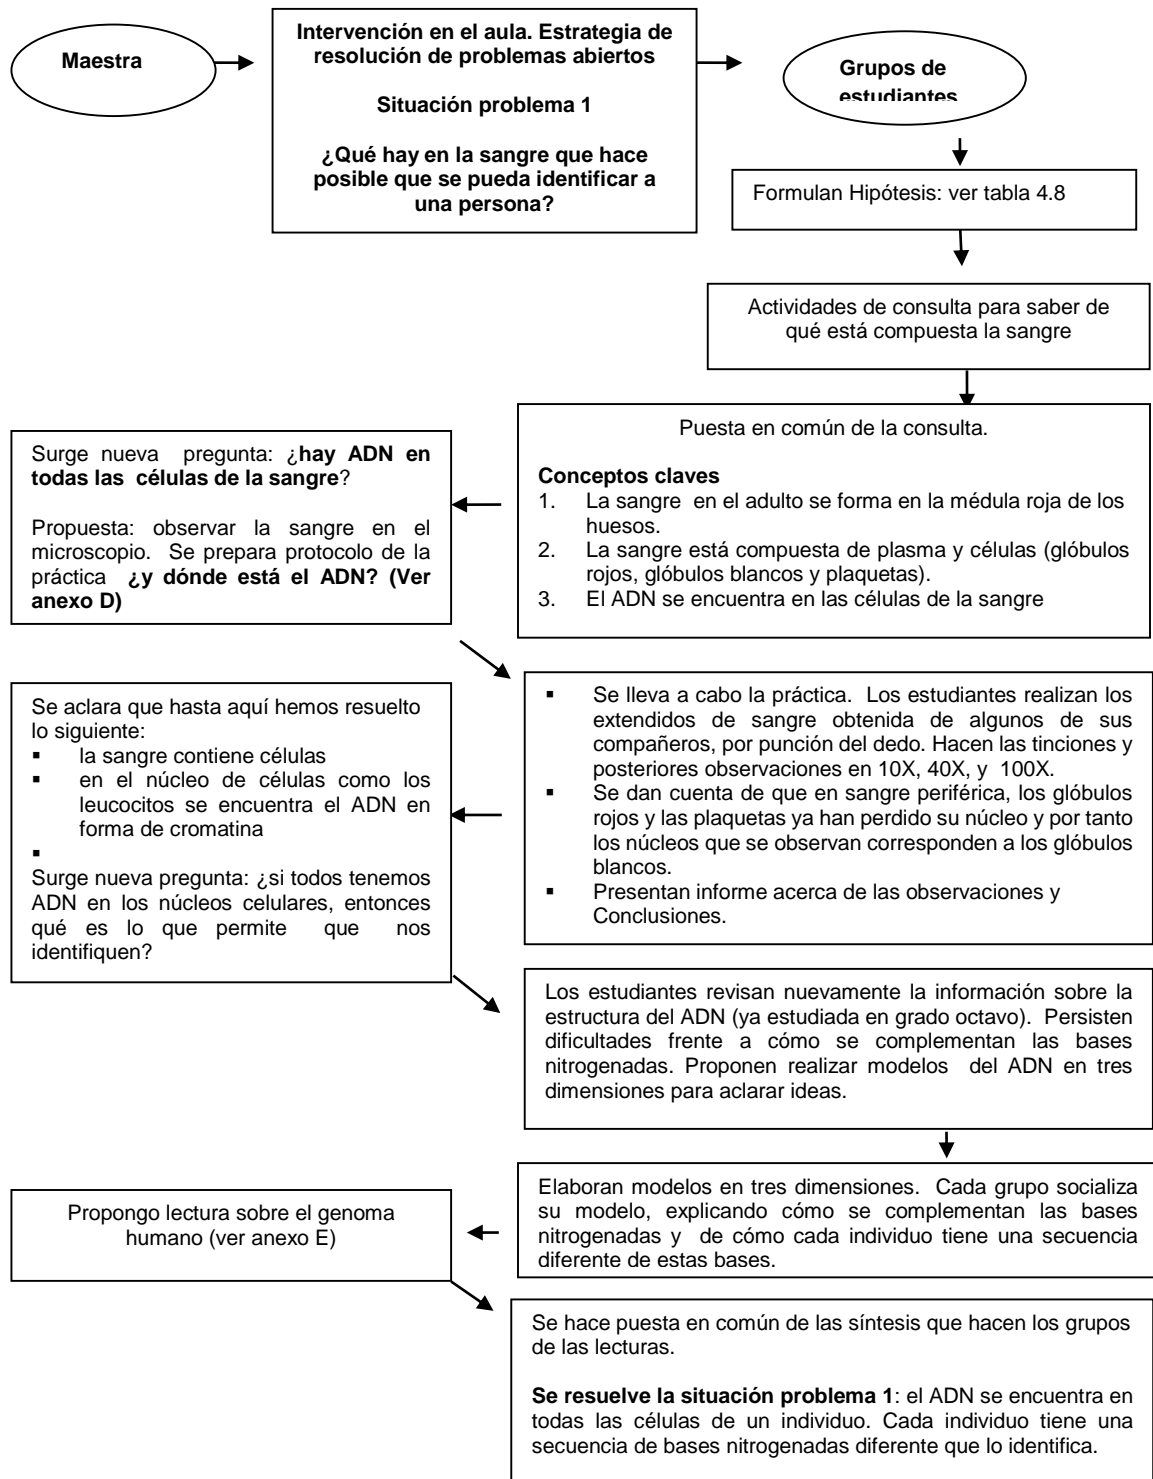 Maestra
Intervención en el aula. Estrategia de
resolución de problemas abiertos
Situación problema 1
¿Qué hay en la sangre que hace
posible que se pueda identificar a
una persona?
Grupos de
estudiantes
Formulan Hipótesis: ver tabla 4.8
Actividades de consulta para saber de
qué está compuesta la sangre
Puesta en común de la consulta.
Conceptos claves
1. La sangre en el adulto se forma en la médula roja de los
huesos.
2. La sangre está compuesta de plasma y células (glóbulos
rojos, glóbulos blancos y plaquetas).
3. El ADN se encuentra en las células de la sangre
Surge nueva pregunta: ¿hay ADN en
todas las células de la sangre?
Propuesta: observar la sangre en el
microscopio. Se prepara protocolo de la
práctica ¿y dónde está el ADN? (Ver
anexo D)
▪ Se lleva a cabo la práctica. Los estudiantes realizan los
extendidos de sangre obtenida de algunos de sus
compañeros, por punción del dedo. Hacen las tinciones y
posteriores observaciones en 10X, 40X, y 100X.
▪ Se dan cuenta de que en sangre periférica, los glóbulos
rojos y las plaquetas ya han perdido su núcleo y por tanto
los núcleos que se observan corresponden a los glóbulos
blancos.
▪ Presentan informe acerca de las observaciones y
Conclusiones.
Se aclara que hasta aquí hemos resuelto
lo siguiente:
▪ la sangre contiene células
▪ en el núcleo de células como los
leucocitos se encuentra el ADN en
forma de cromatina
▪
Surge nueva pregunta: ¿si todos tenemos
ADN en los núcleos celulares, entonces
qué es lo que permite que nos
identifiquen?
Los estudiantes revisan nuevamente la información sobre la
estructura del ADN (ya estudiada en grado octavo). Persisten
dificultades frente a cómo se complementan las bases
nitrogenadas. Proponen realizar modelos del ADN en tres
dimensiones para aclarar ideas.
Elaboran modelos en tres dimensiones. Cada grupo socializa
su modelo, explicando cómo se complementan las bases
nitrogenadas y de cómo cada individuo tiene una secuencia
diferente de estas bases.
Propongo lectura sobre el genoma
humano (ver anexo E)
Se hace puesta en común de las síntesis que hacen los grupos
de las lecturas.
Se resuelve la situación problema 1: el ADN se encuentra en
todas las células de un individuo. Cada individuo tiene una
secuencia de bases nitrogenadas diferente que lo identifica.